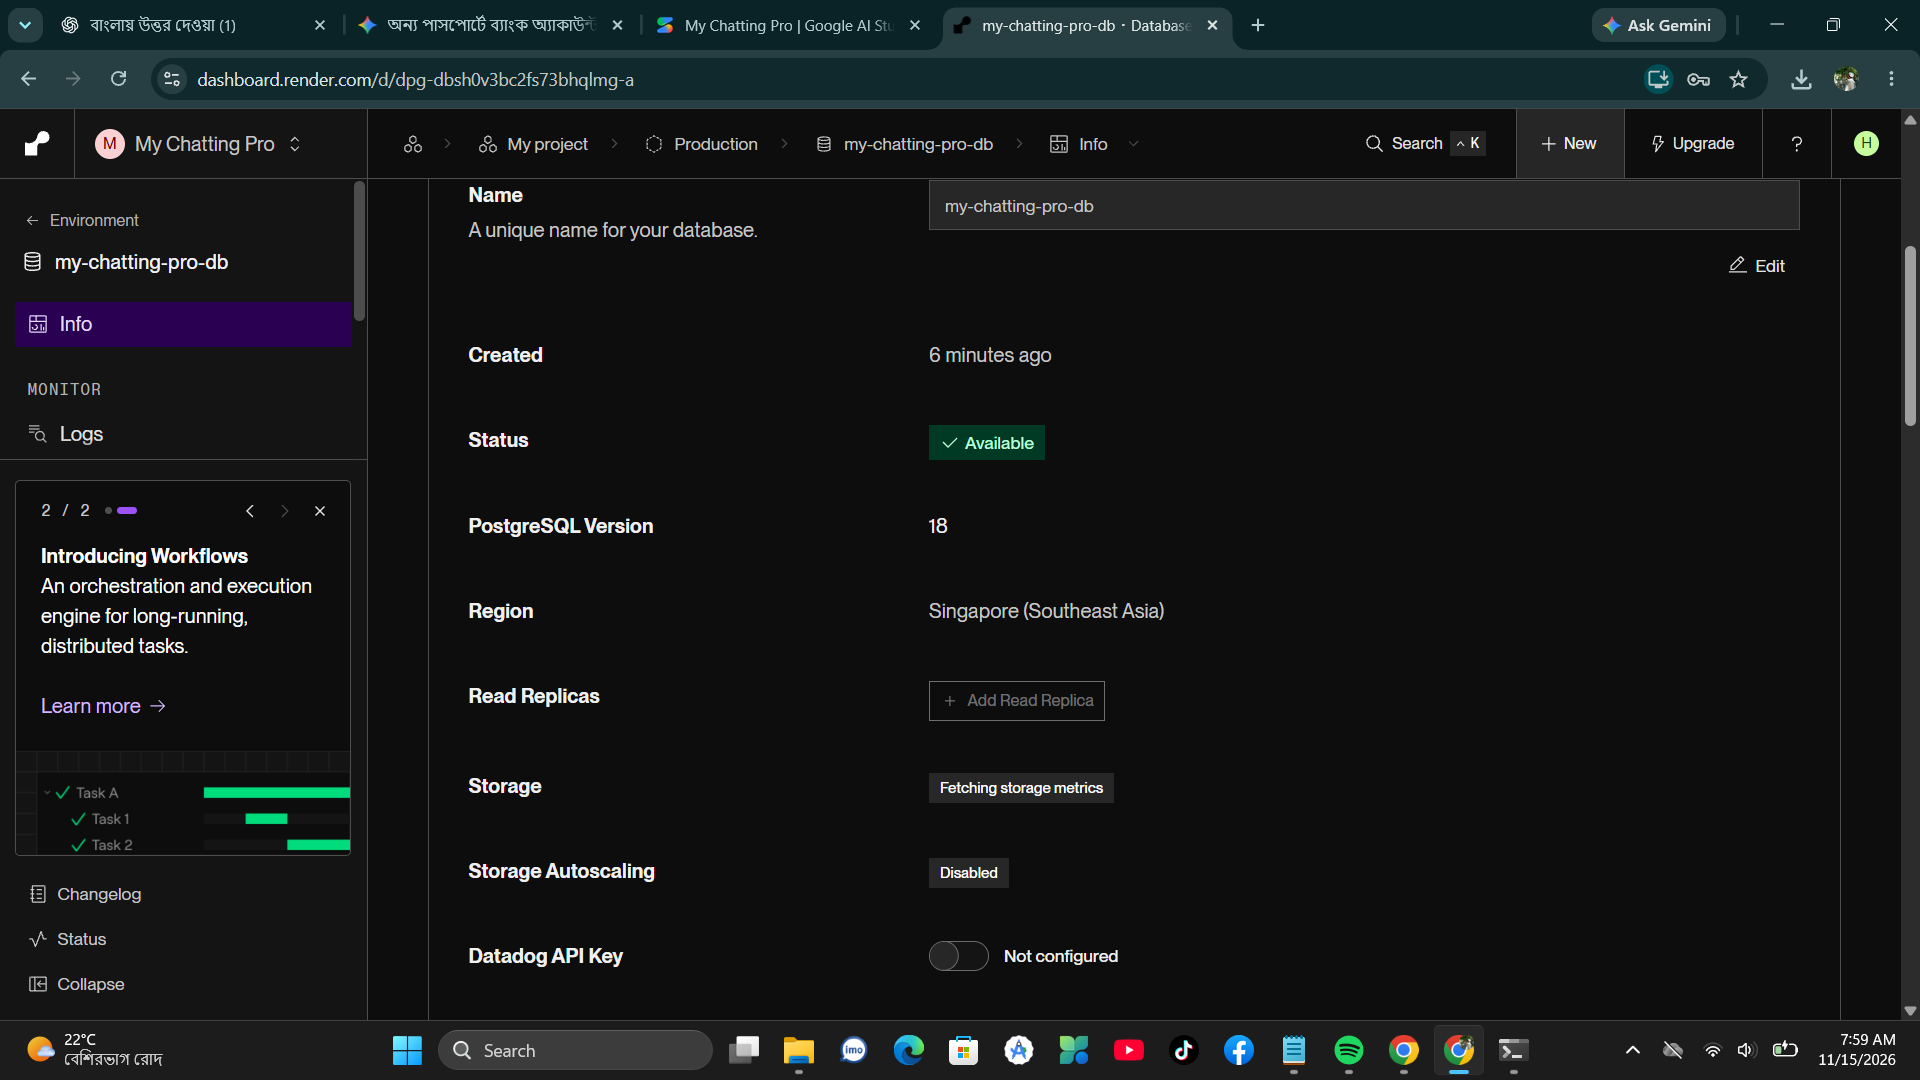 বাংলায় উত্তর দেওয়া (1)
অন্য পাসপোর্টে ব্যাংক অ্যাকাউন্ট
My Chatting Pro | Google AI Stu
my-chatting-pro-db · Database
Ask Gemini
dashboard.render.com/d/dpg-dbsh0v3bc2fs73bhqlmg-a
M My Chatting Pro
My project
Production
my-chatting-pro-db
Info
Search
K
+ New
Upgrade
?
H
Environment
my-chatting-pro-db
Info
MONITOR
Logs
2 / 2
Introducing Workflows
An orchestration and execution
engine for long-running,
distributed tasks.
Learn more →
Task A
Task 1
Task 2
Changelog
Status
Collapse
Name
A unique name for your database.
my-chatting-pro-db
Edit
Created
6 minutes ago
Status
Available
PostgreSQL Version
18
Region
Singapore (Southeast Asia)
Read Replicas
+ Add Read Replica
Storage
Fetching storage metrics
Storage Autoscaling
Disabled
Datadog API Key
Not configured
22°C
বেশিরভাগ রোদ
Search
imo
7:59 AM
11/15/2026